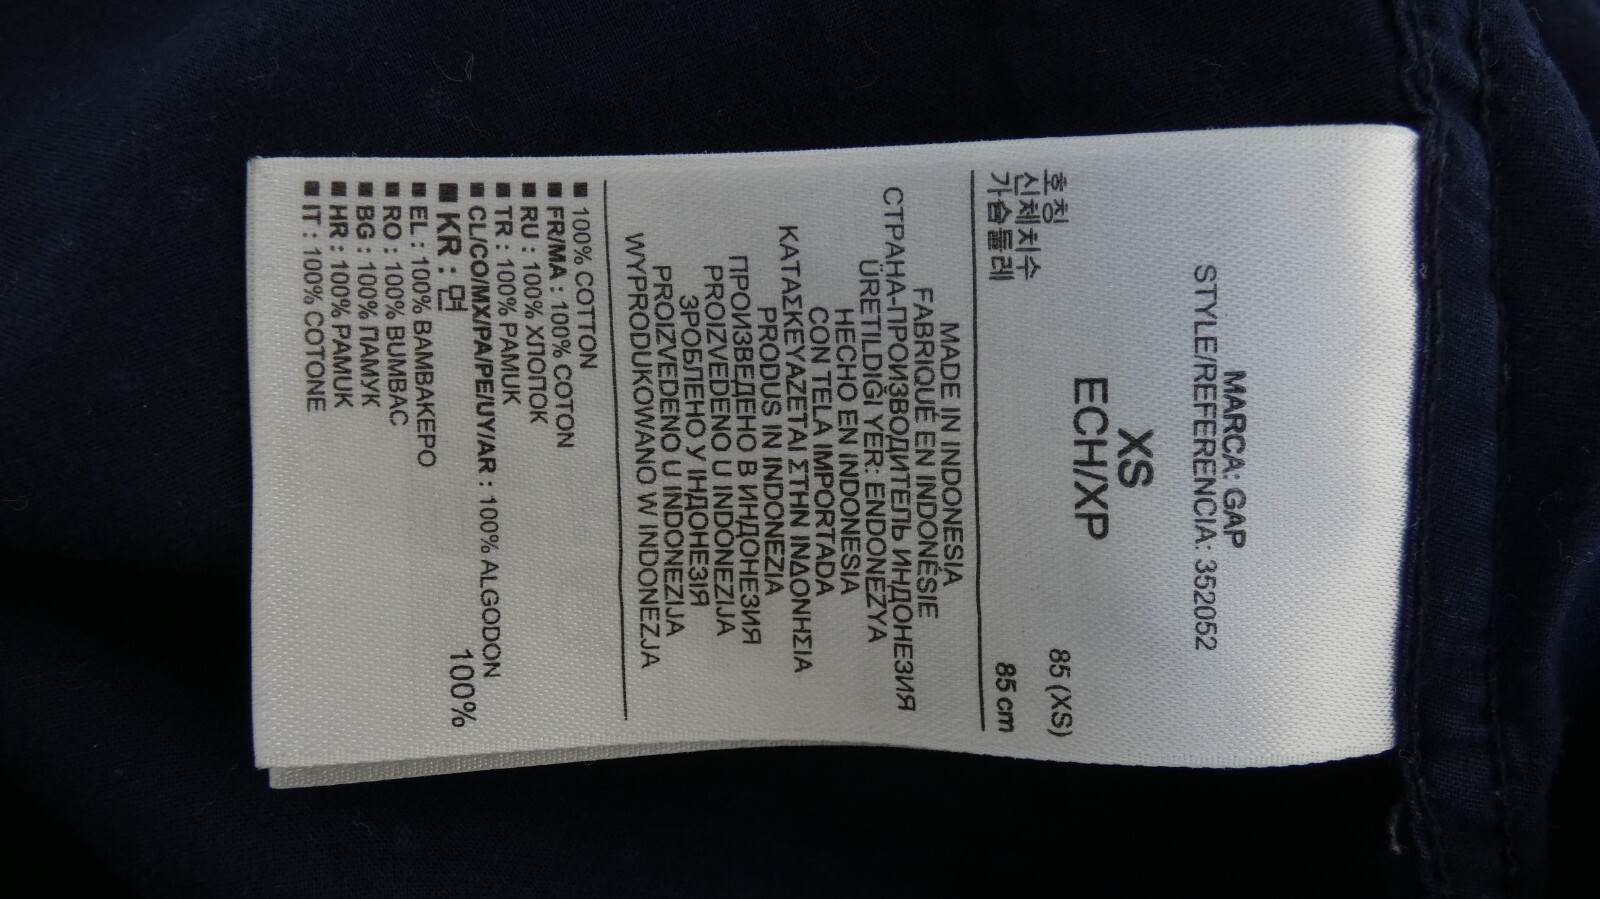 MARCA: GAP
STYLE/REFERENCIA: 352052
XS
ECH/XP
호칭 85 (XS)
신체치수
가슴둘레 85 cm
MADE IN INDONESIA
FABRIQUÉ EN INDONÉSIE
СТРАНА-ПРОИЗВОДИТЕЛЬ ИНДОНЕЗИЯ
ÜRETILDIĞI YER: ENDONEZYA
HECHO EN INDONESIA
CON TELA IMPORTADA
ΚΑΤΑΣΚΕΥΑΖΕΤΑΙ ΣΤΗΝ ΙΝΔΟΝΗΣΙΑ
PRODUS IN INDONEZIA
ПРОИЗВЕДЕНО В ИНДОНЕЗИЯ
PROIZVEDENO U INDONEZIJA
ЗРОБЛЕНО У ІНДОНЕЗІЯ
PROIZVEDENO U INDONEZIJA
WYPRODUKOWANO W INDONEZJA
■ 100% COTTON
■ FR/MA : 100% COTON
■ RU : 100% ХЛОПОК
■ TR : 100% PAMUK
■ CL/CO/MX/PA/PE/UY/AR : 100% ALGODON
■ KR : 면 100%
■ EL : 100% ΒΑΜΒΑΚΕΡΟ
■ RO : 100% BUMBAC
■ BG : 100% ПАМУК
■ HR : 100% PAMUK
■ IT : 100% COTONE